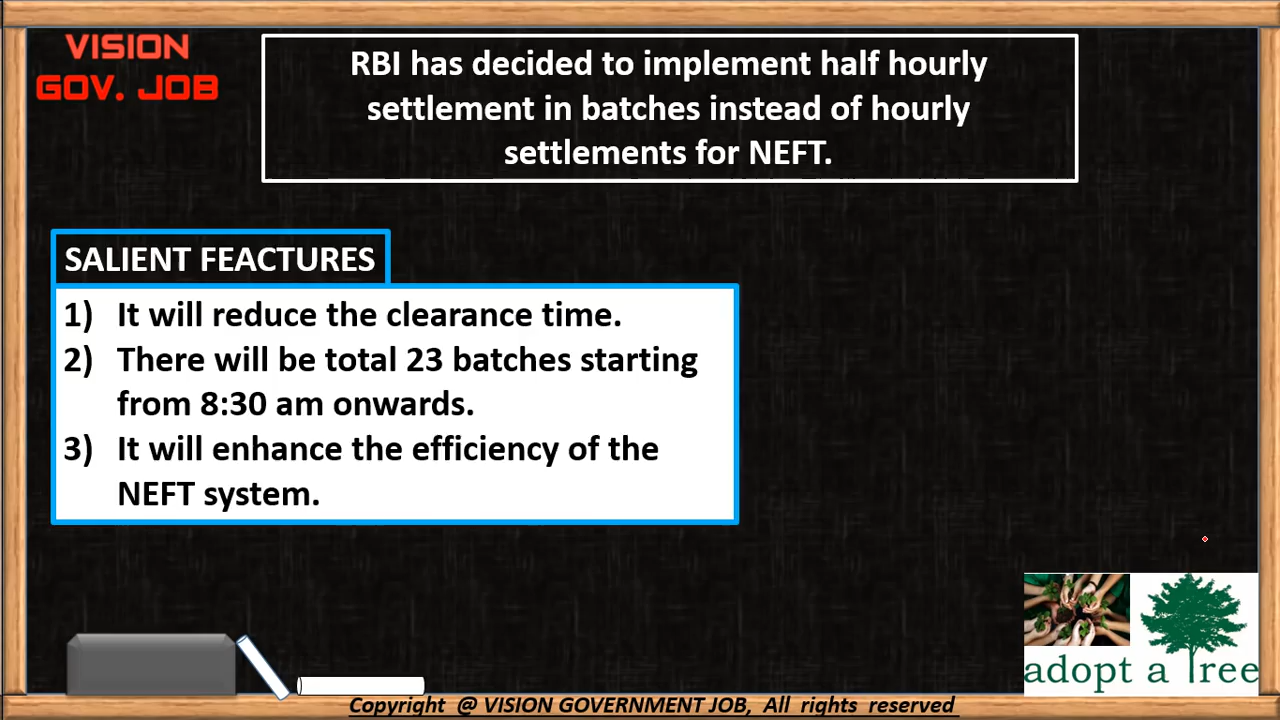 VISION
GOV. JOB
RBI has decided to implement half hourly
settlement in batches instead of hourly
settlements for NEFT.
SALIENT FEACTURES
1) It will reduce the clearance time.
2) There will be total 23 batches starting
from 8:30 am onwards.
3) It will enhance the efficiency of the
NEFT system.
adopt a Tree
Copyright @ VISION GOVERNMENT JOB, All rights reserved